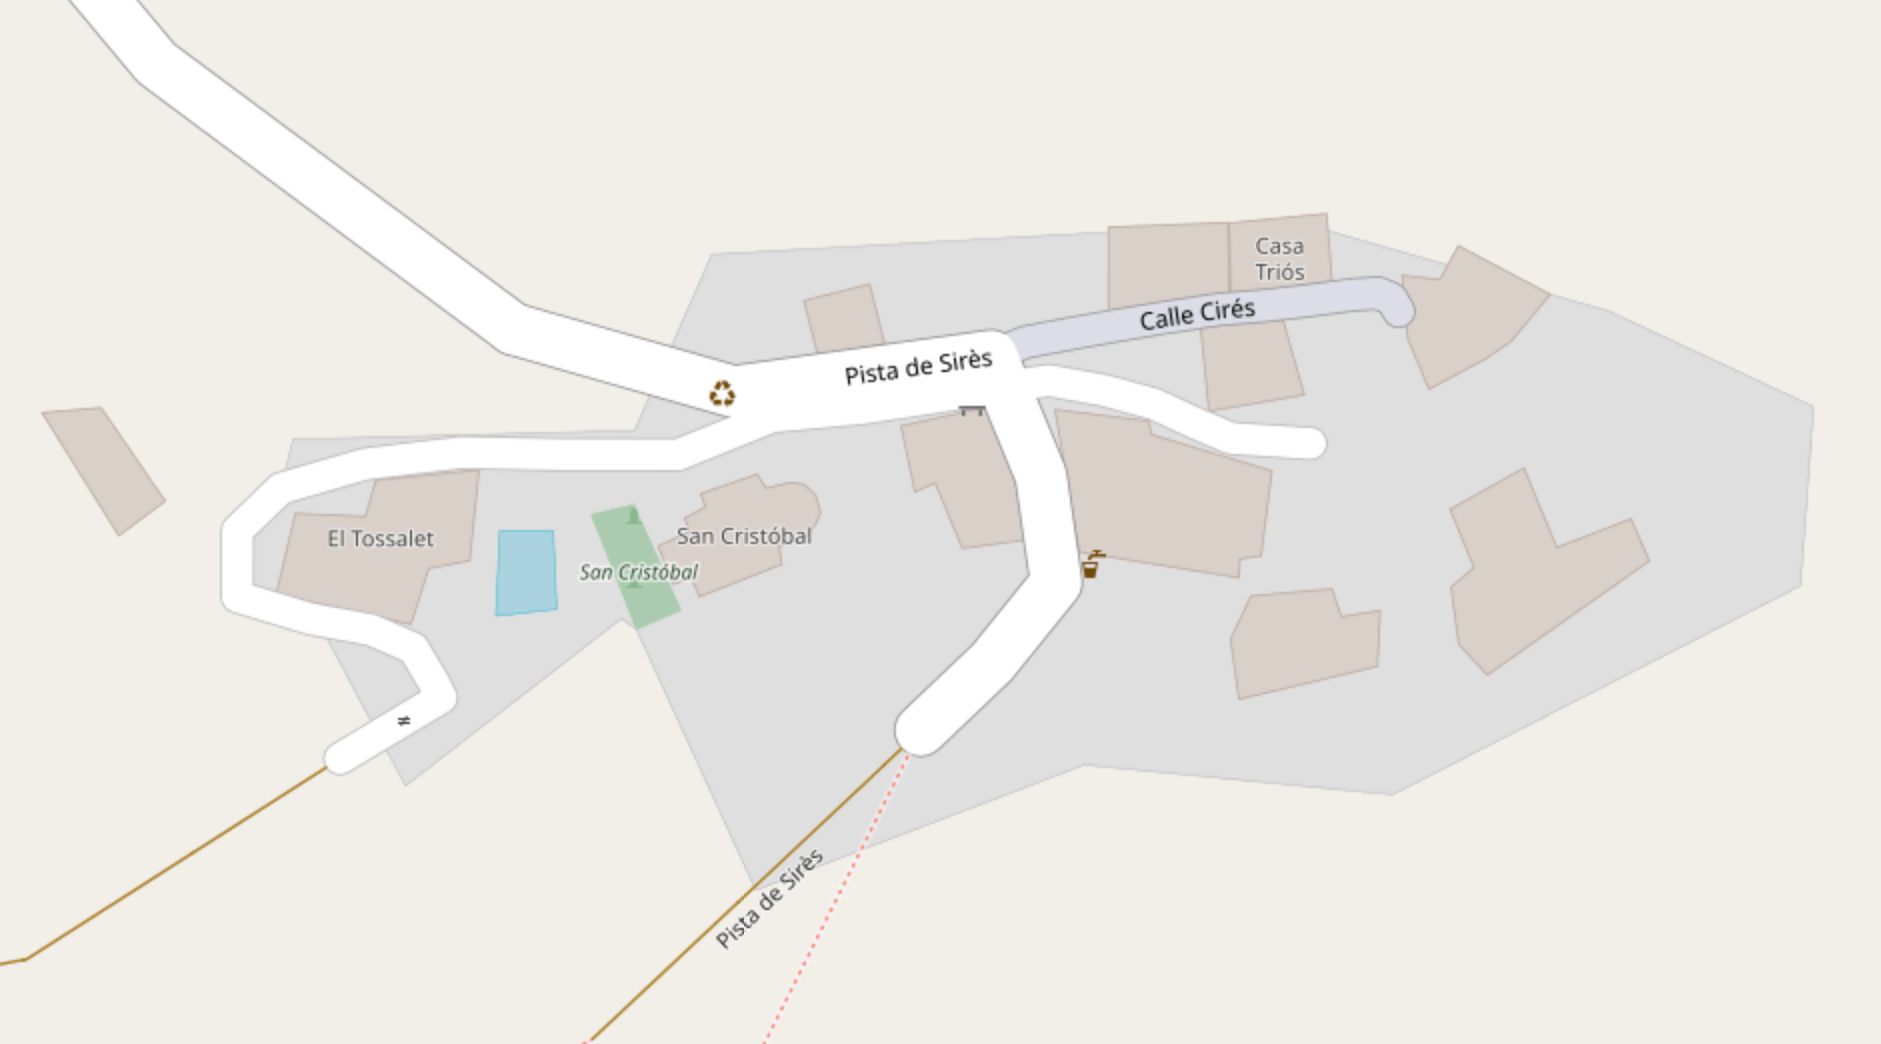 Casa
Triós
Calle Cirés
Pista de Sirès
El Tossalet
San Cristóbal
San Cristóbal
Pista de Sirès